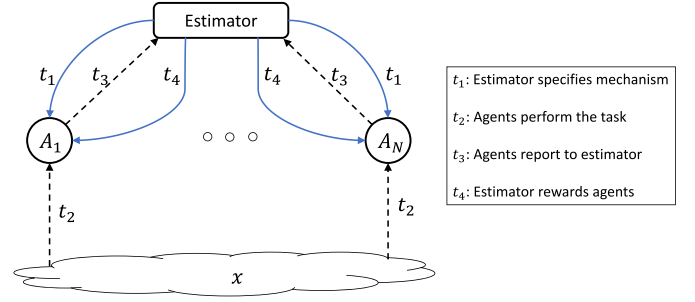 Estimator
t₁ t₃ t₄ t₄ t₃ t₁
t₁: Estimator specifies mechanism
t₂: Agents perform the task
t₃: Agents report to estimator
t₄: Estimator rewards agents
A₁ A_N
t₂ t₂
x